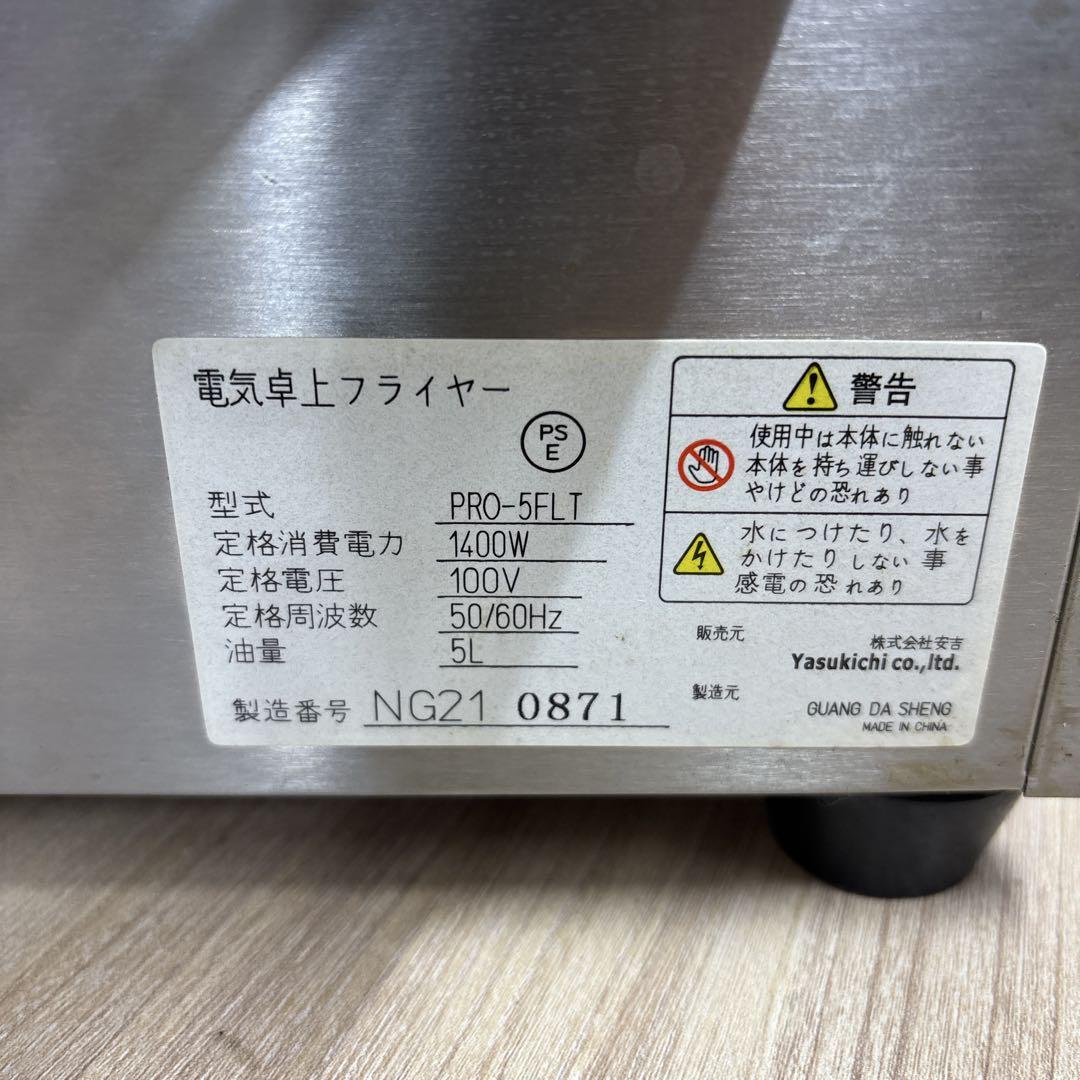 電気卓上フライヤー
PS
E
型式 PRO-5FLT
定格消費電力 1400W
定格電圧 100V
定格周波数 50/60Hz
油量 5L
製造番号 NG21 0871
警告
使用中は本体に触れない
本体を持ち運びしない事
やけどの恐れあり
水につけたり、水を
かけたりしない事
感電の恐れあり
販売元
株式会社安吉
Yasukichi co.,ltd.
製造元
GUANG DA SHENG
MADE IN CHINA